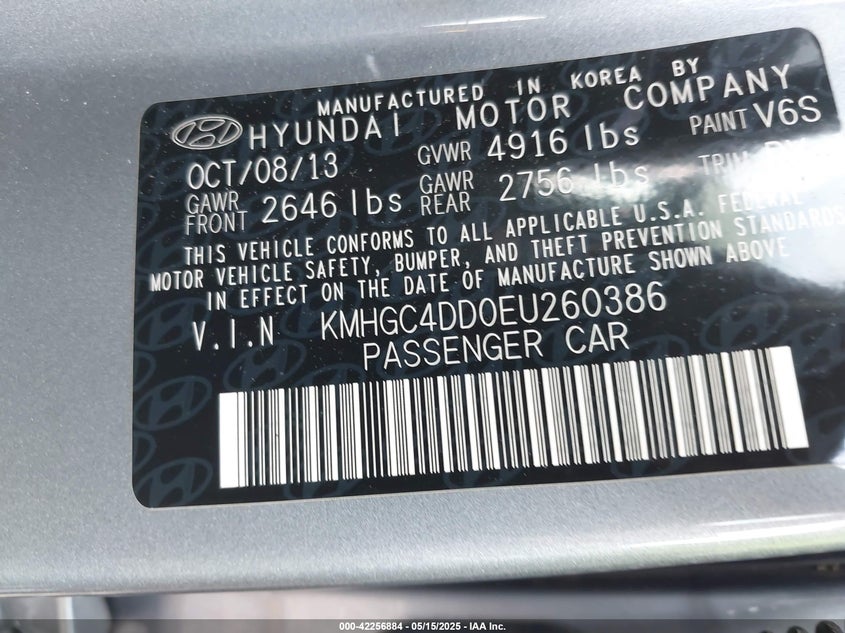 MANUFACTURED IN KOREA BY
HYUNDAI MOTOR COMPANY
OCT/08/13 GVWR 4916 lbs PAINT V6S
GAWR FRONT 2646 lbs GAWR REAR 2756 lbs TRIM
THIS VEHICLE CONFORMS TO ALL APPLICABLE U.S.A. FEDERAL
MOTOR VEHICLE SAFETY, BUMPER, AND THEFT PREVENTION STANDARDS
IN EFFECT ON THE DATE OF MANUFACTURE SHOWN ABOVE
V.I.N KMHGC4DD0EU260386
PASSENGER CAR
000-42256884 - 05/15/2025 - IAA Inc.